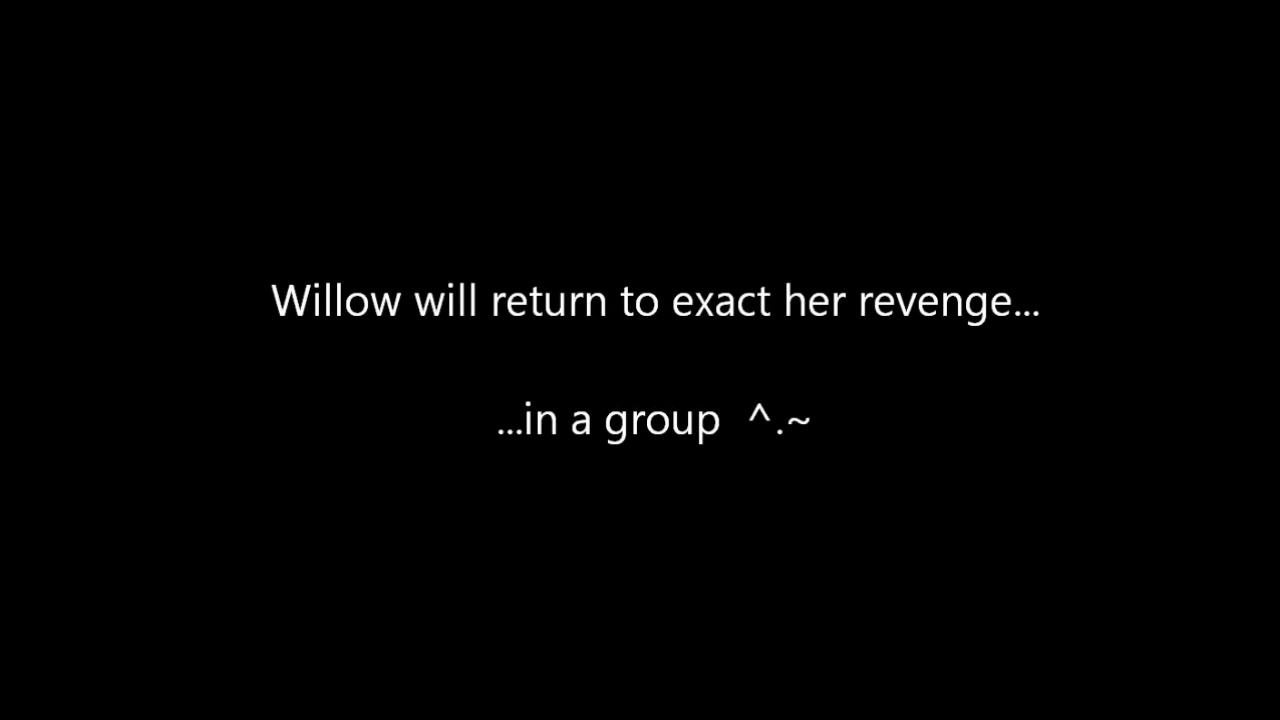 Willow will return to exact her revenge...
...in a group ^.~